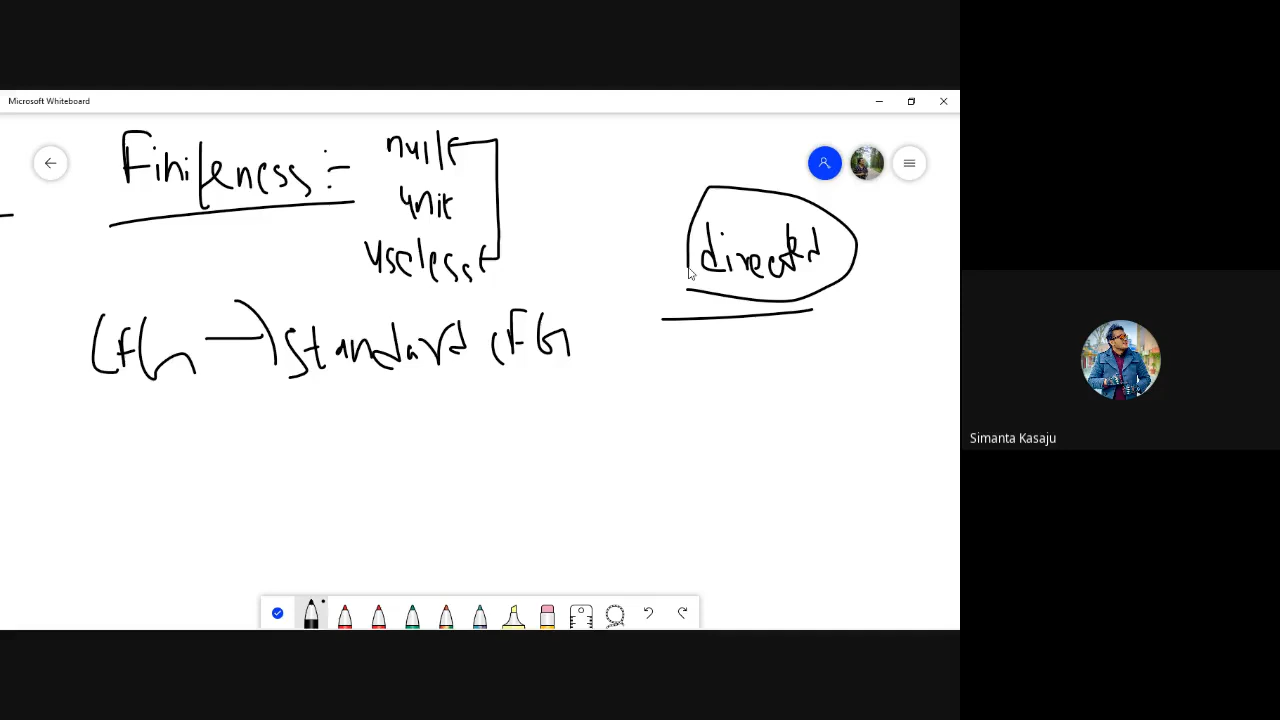 Microsoft Whiteboard
Finiteness :-
null
unit
useless
directed
CFG → Standard CFG
Simanta Kasaju